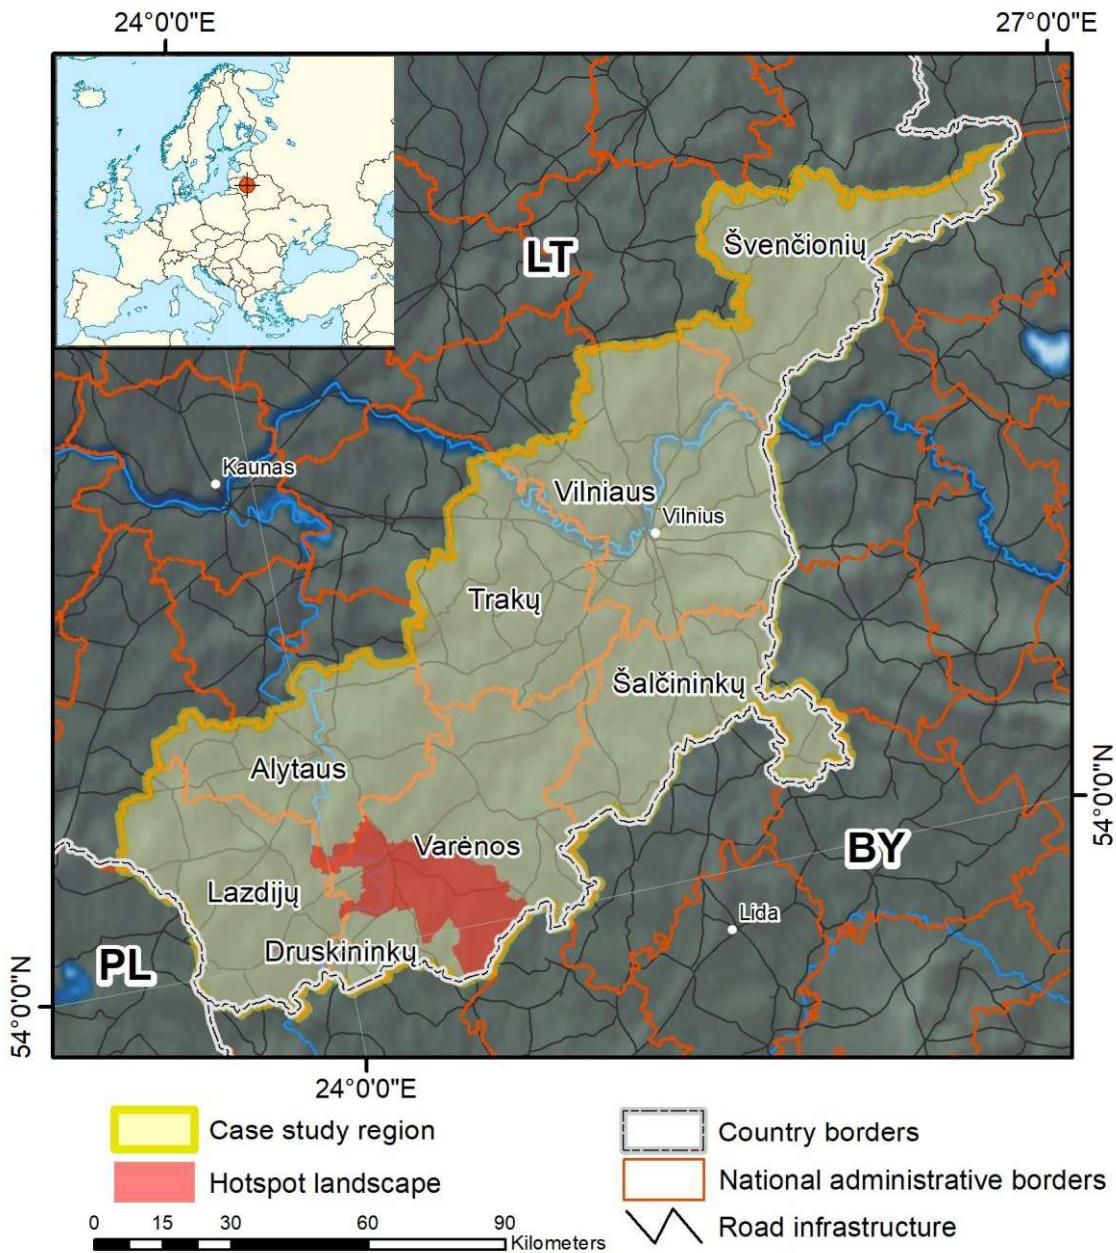 24°0'0"E
27°0'0"E
LT
Švenčionių
Kaunas
Vilniaus
Vilnius
Trakų
Šalčininkų
Alytaus
54°0'0"N
Varėnos
BY
Lazdijų
Lida
Druskininkų
PL
54°0'0"N
24°0'0"E
Case study region
Country borders
Hotspot landscape
National administrative borders
Road infrastructure
0 15 30 60 90
Kilometers